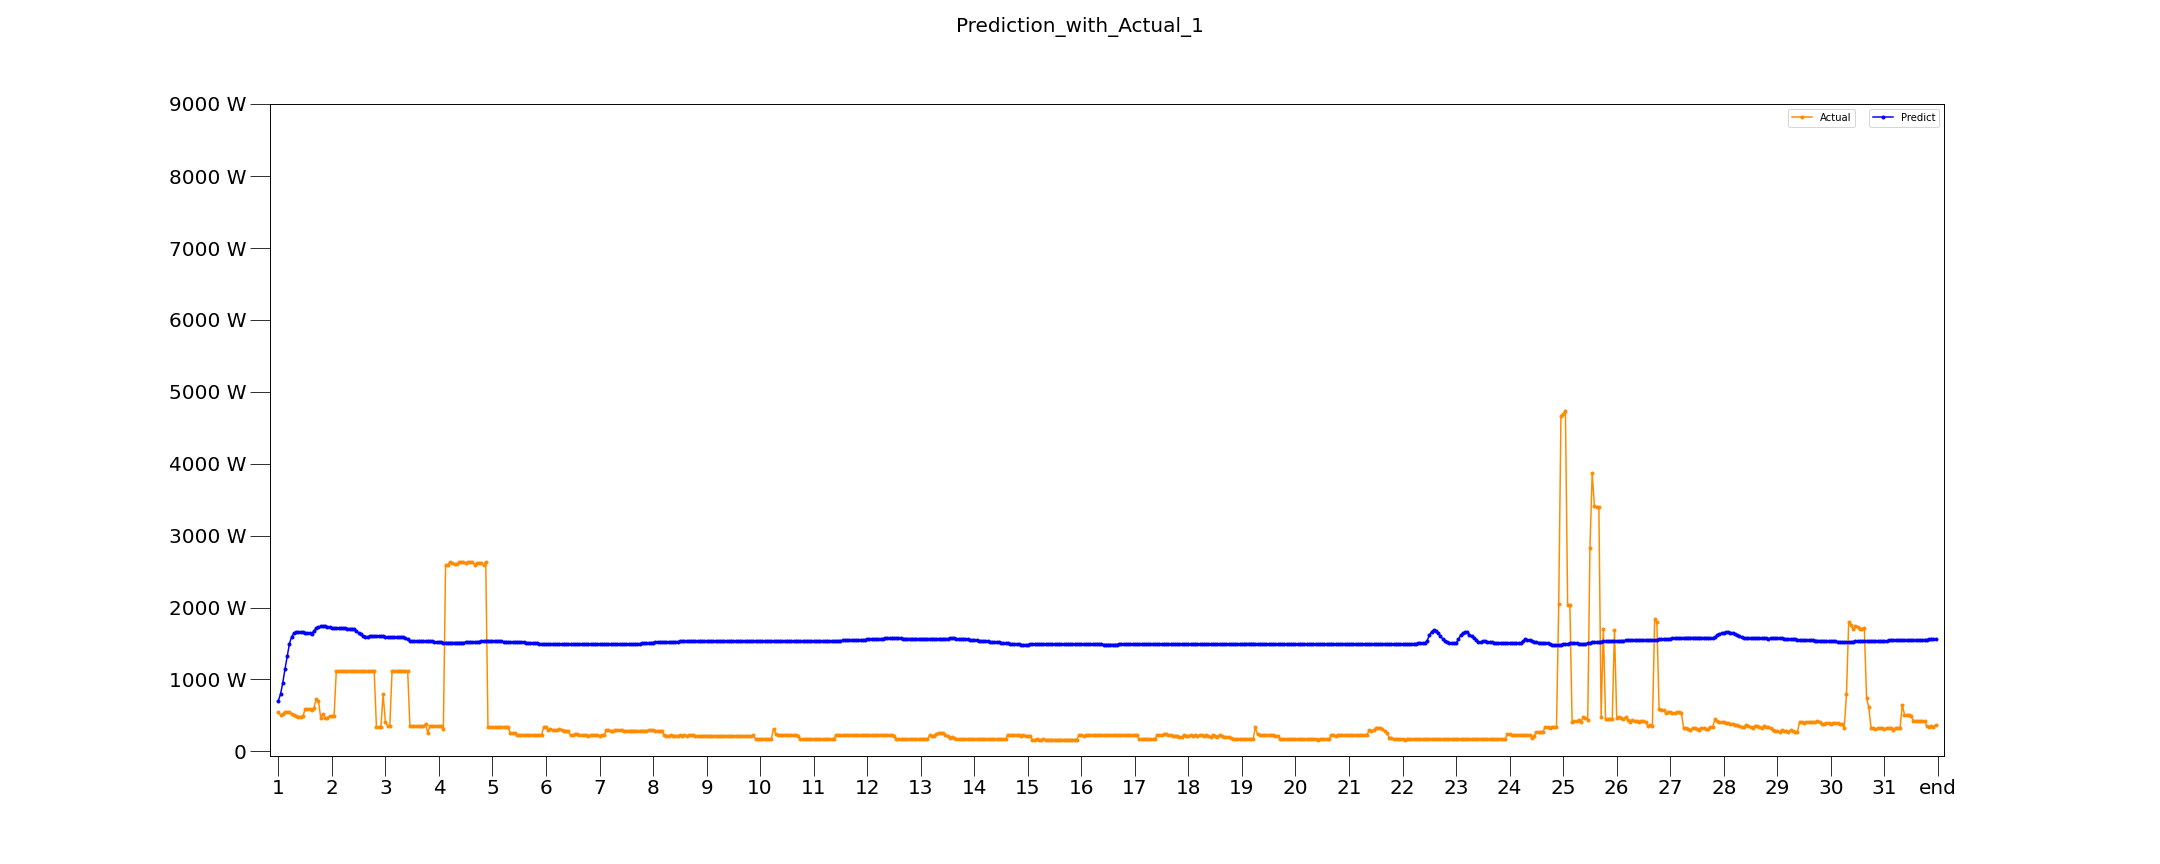 Prediction_with_Actual_1
9000 W
8000 W
7000 W
6000 W
5000 W
4000 W
3000 W
2000 W
1000 W
0
Actual Predict
1 2 3 4 5 6 7 8 9 10 11 12 13 14 15 16 17 18 19 20 21 22 23 24 25 26 27 28 29 30 31 end